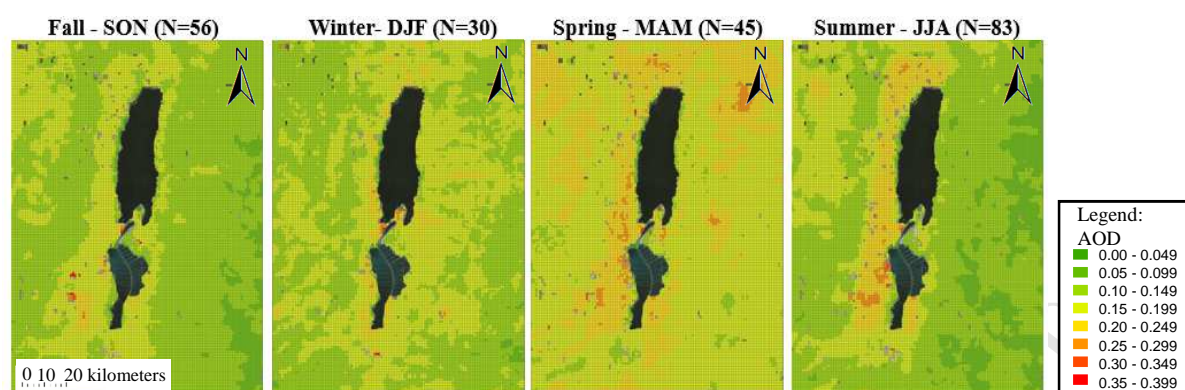 Fall - SON (N=56)
Winter- DJF (N=30)
Spring - MAM (N=45)
Summer - JJA (N=83)
N
N
N
N
Legend:
AOD
0.00 - 0.049
0.05 - 0.099
0.10 - 0.149
0.15 - 0.199
0.20 - 0.249
0.25 - 0.299
0.30 - 0.349
0.35 - 0.399
0 10 20 kilometers